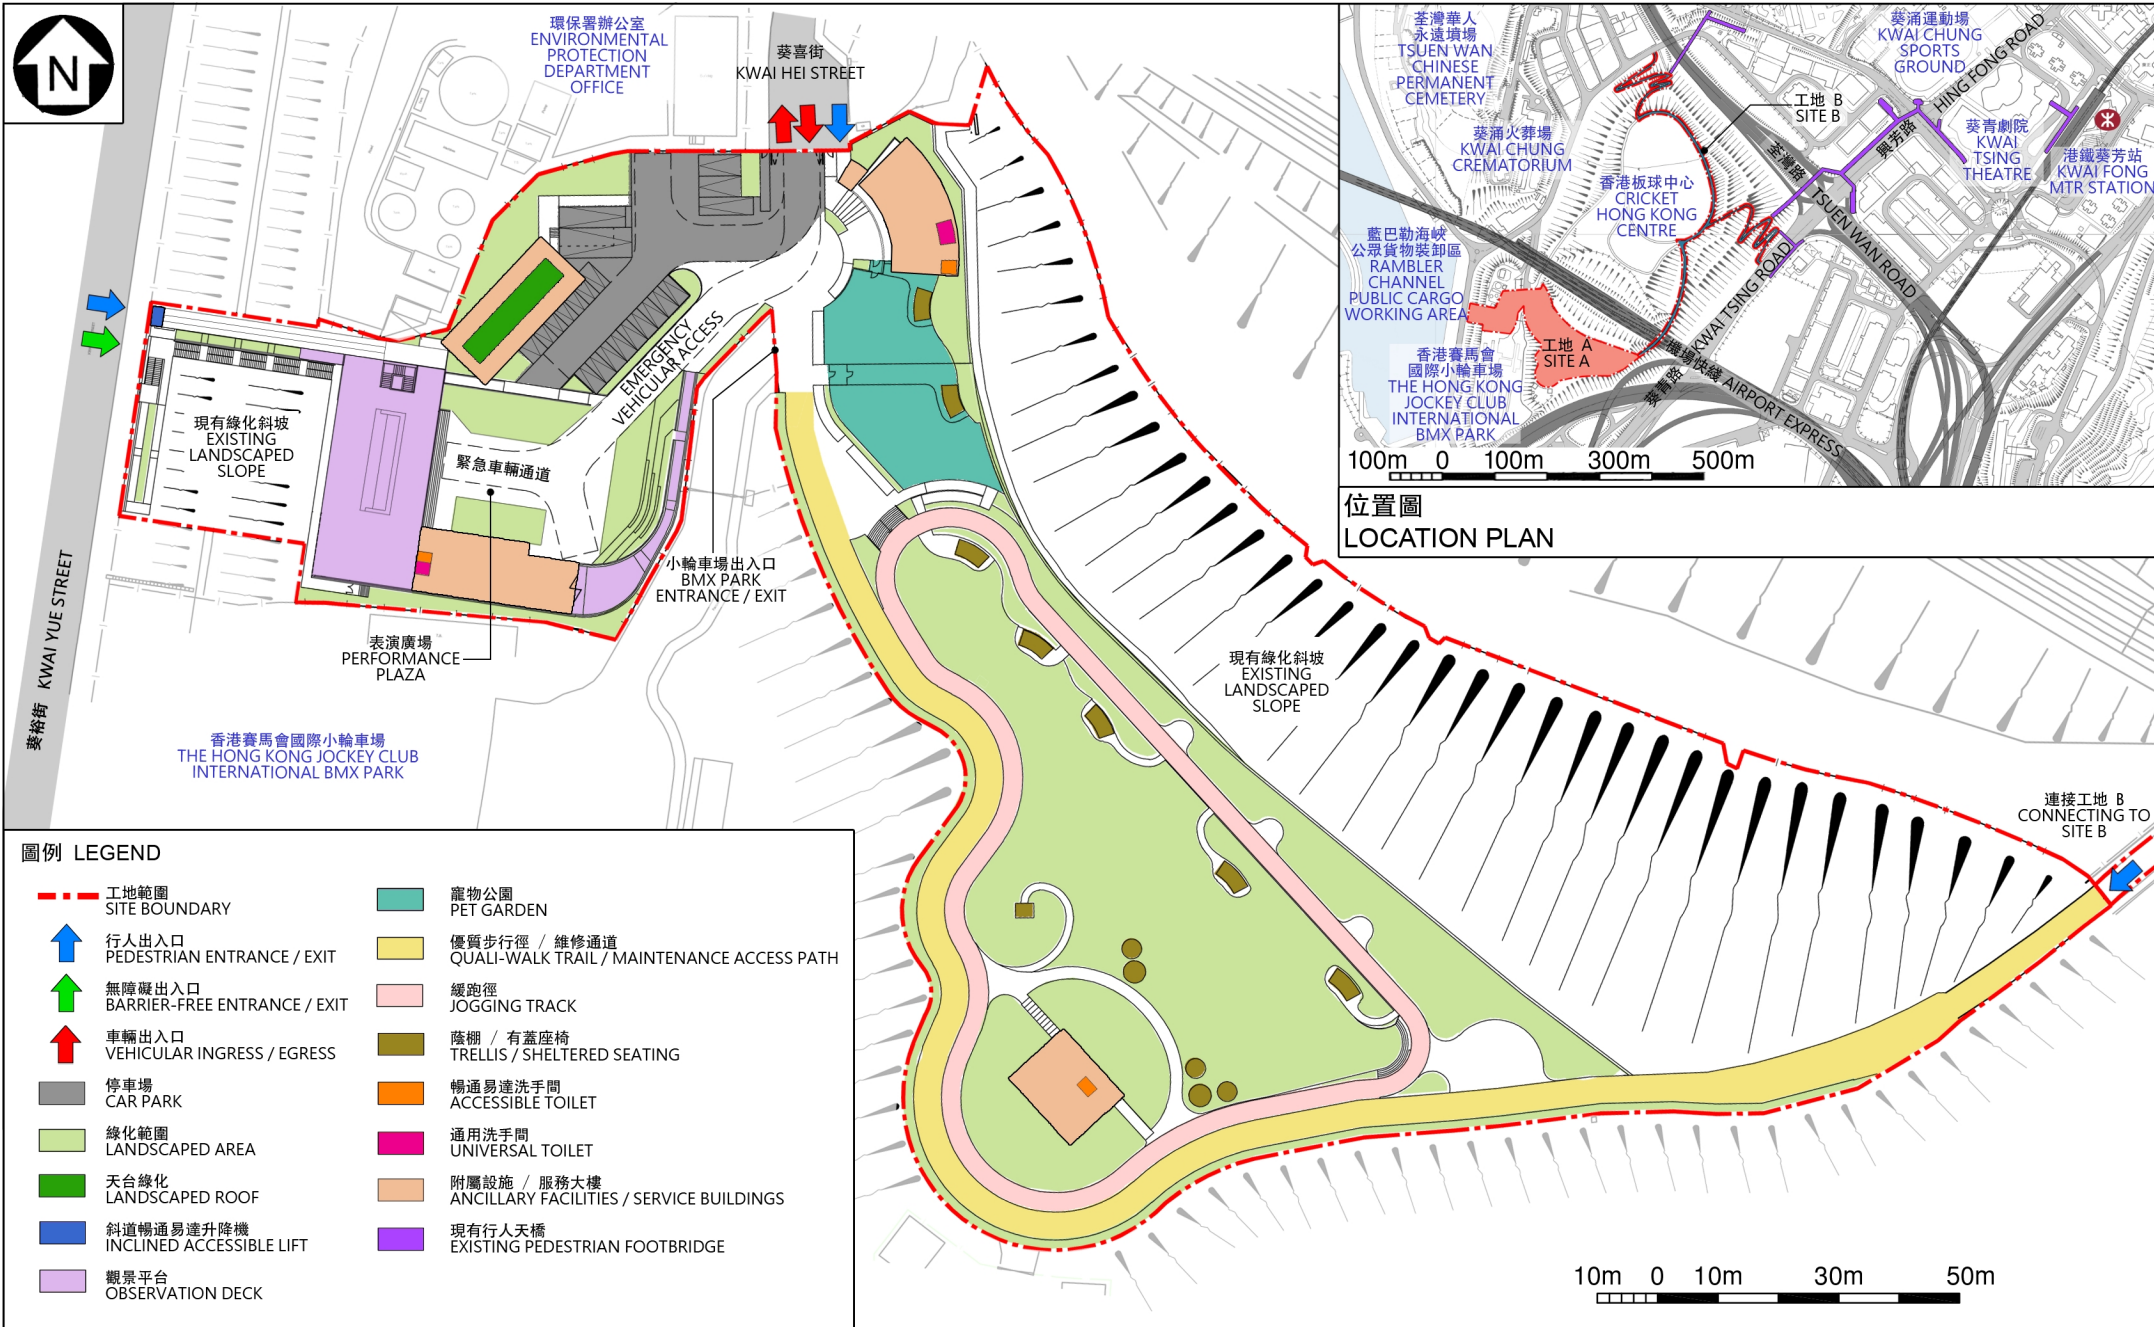 N
環保署辦公室
ENVIRONMENTAL
PROTECTION
DEPARTMENT
OFFICE
葵喜街
KWAI HEI STREET
現有綠化斜坡
EXISTING
LANDSCAPED
SLOPE
EMERGENCY
VEHICULAR ACCESS
緊急車輛通道
小輪車場出入口
BMX PARK
ENTRANCE / EXIT
表演廣場
PERFORMANCE
PLAZA
葵裕街 KWAI YUE STREET
香港賽馬會國際小輪車場
THE HONG KONG JOCKEY CLUB
INTERNATIONAL BMX PARK
現有綠化斜坡
EXISTING
LANDSCAPED
SLOPE
連接工地 B
CONNECTING TO
SITE B
荃灣華人
永遠墳場
TSUEN WAN
CHINESE
PERMANENT
CEMETERY
葵涌運動場
KWAI CHUNG
SPORTS
GROUND
興芳路 HING FONG ROAD
工地 B
SITE B
葵涌火葬場
KWAI CHUNG
CREMATORIUM
葵青劇院
KWAI
TSING
THEATRE
港鐵葵芳站
KWAI FONG
MTR STATION
荃灣路 TSUEN WAN ROAD
香港板球中心
CRICKET
HONG KONG
CENTRE
藍巴勒海峽
公眾貨物裝卸區
RAMBLER
CHANNEL
PUBLIC CARGO
WORKING AREA
葵青路 KWAI TSING ROAD
工地 A
SITE A
機場快綫 AIRPORT EXPRESS
香港賽馬會
國際小輪車場
THE HONG KONG
JOCKEY CLUB
INTERNATIONAL
BMX PARK
100m 0 100m 300m 500m
位置圖
LOCATION PLAN
圖例 LEGEND
工地範圍
SITE BOUNDARY
行人出入口
PEDESTRIAN ENTRANCE / EXIT
無障礙出入口
BARRIER-FREE ENTRANCE / EXIT
車輛出入口
VEHICULAR INGRESS / EGRESS
停車場
CAR PARK
綠化範圍
LANDSCAPED AREA
天台綠化
LANDSCAPED ROOF
斜道暢通易達升降機
INCLINED ACCESSIBLE LIFT
觀景平台
OBSERVATION DECK
寵物公園
PET GARDEN
優質步行徑 / 維修通道
QUALI-WALK TRAIL / MAINTENANCE ACCESS PATH
緩跑徑
JOGGING TRACK
蔭棚 / 有蓋座椅
TRELLIS / SHELTERED SEATING
暢通易達洗手間
ACCESSIBLE TOILET
通用洗手間
UNIVERSAL TOILET
附屬設施 / 服務大樓
ANCILLARY FACILITIES / SERVICE BUILDINGS
現有行人天橋
EXISTING PEDESTRIAN FOOTBRIDGE
10m 0 10m 30m 50m